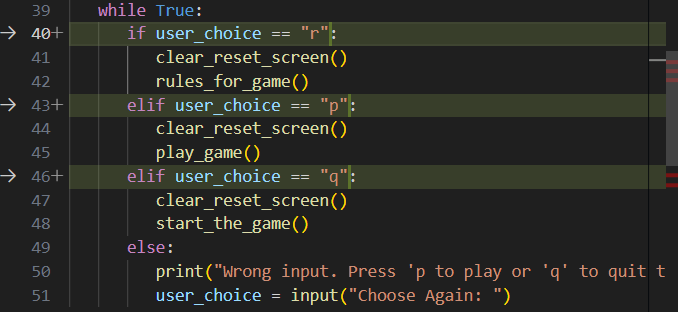 39 while True:
→ 40+ if user_choice == "r":
41 clear_reset_screen()
42 rules_for_game()
→ 43+ elif user_choice == "p":
44 clear_reset_screen()
45 play_game()
→ 46+ elif user_choice == "q":
47 clear_reset_screen()
48 start_the_game()
49 else:
50 print("Wrong input. Press 'p to play or 'q' to quit t
51 user_choice = input("Choose Again: ")